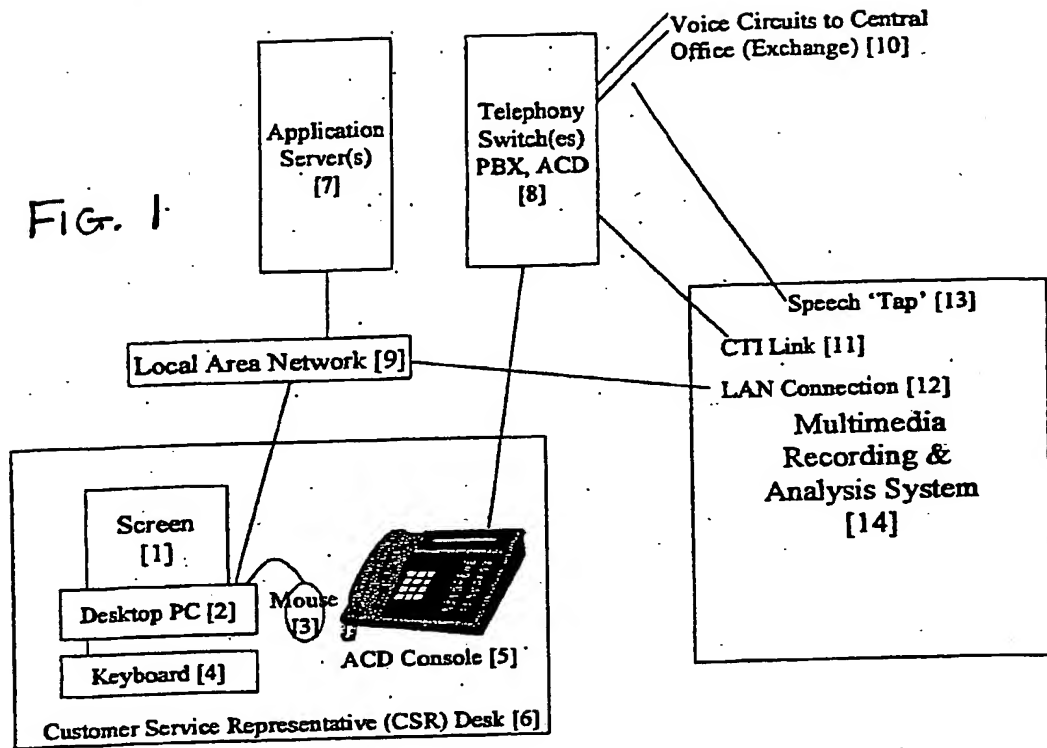 Voice Circuits to Central
Office (Exchange) [10]
Application
Server(s)
[7]
Telephony
Switch(es)
PBX, ACD
[8]
FIG. 1
Speech ‘Tap’ [13]
CTI Link [11]
Local Area Network [9]
LAN Connection [12]
Multimedia
Recording &
Analysis System
[14]
Screen
[1]
Desktop PC [2]
Mouse
[3]
Keyboard [4]
ACD Console [5]
Customer Service Representative (CSR) Desk [6]